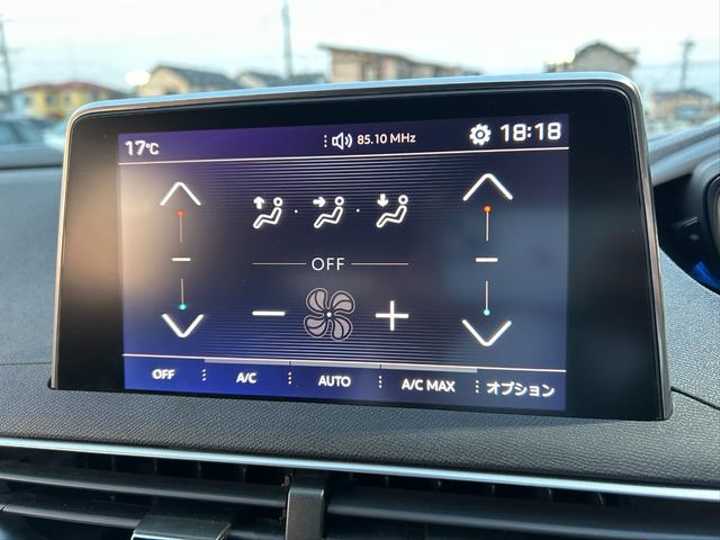 17°C 85.10 MHz 18:18
OFF
OFF A/C AUTO A/C MAX オプション